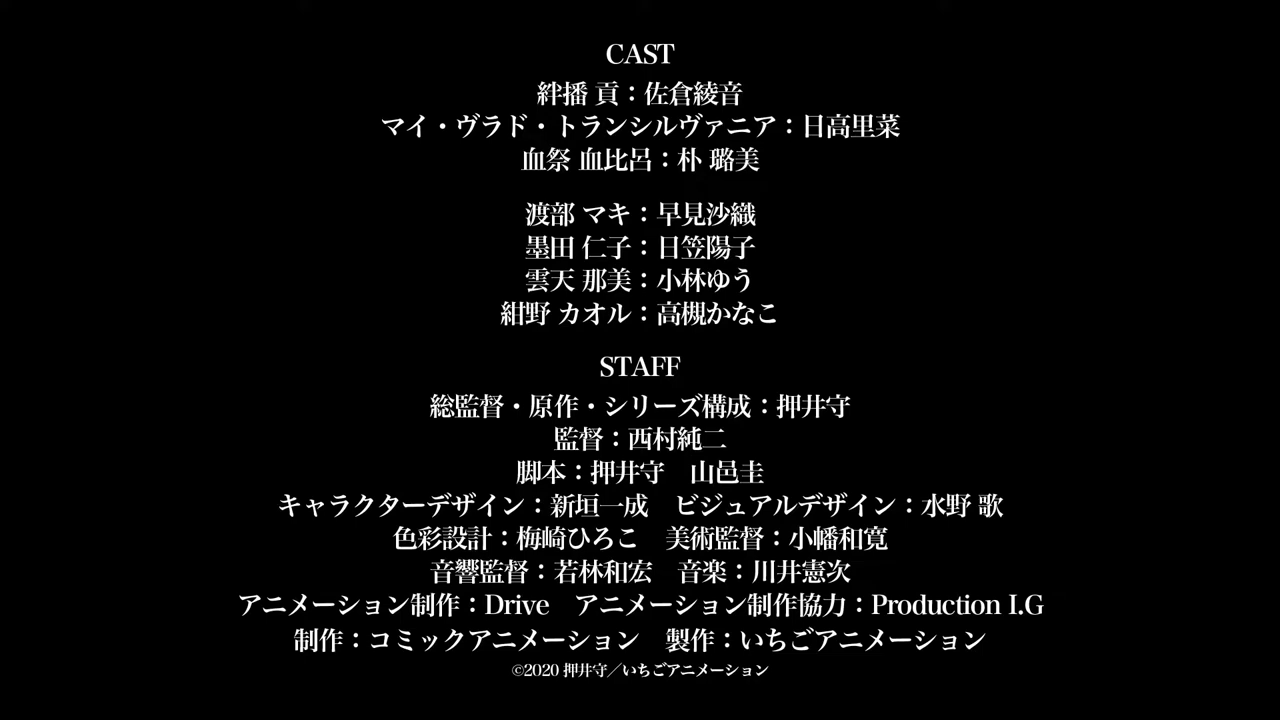 CAST
絆播 貢：佐倉綾音
マイ・ヴラド・トランシルヴァニア：日高里菜
血祭 血比呂：朴 璐美
渡部 マキ：早見沙織
墨田 仁子：日笠陽子
雲天 那美：小林ゆう
紺野 カオル：高槻かなこ
STAFF
総監督・原作・シリーズ構成：押井守
監督：西村純二
脚本：押井守　山邑圭
キャラクターデザイン：新垣一成　ビジュアルデザイン：水野 歌
色彩設計：梅崎ひろこ　美術監督：小幡和寛
音響監督：若林和宏　音楽：川井憲次
アニメーション制作：Drive　アニメーション制作協力：Production I.G
制作：コミックアニメーション　製作：いちごアニメーション
©2020 押井守／いちごアニメーション